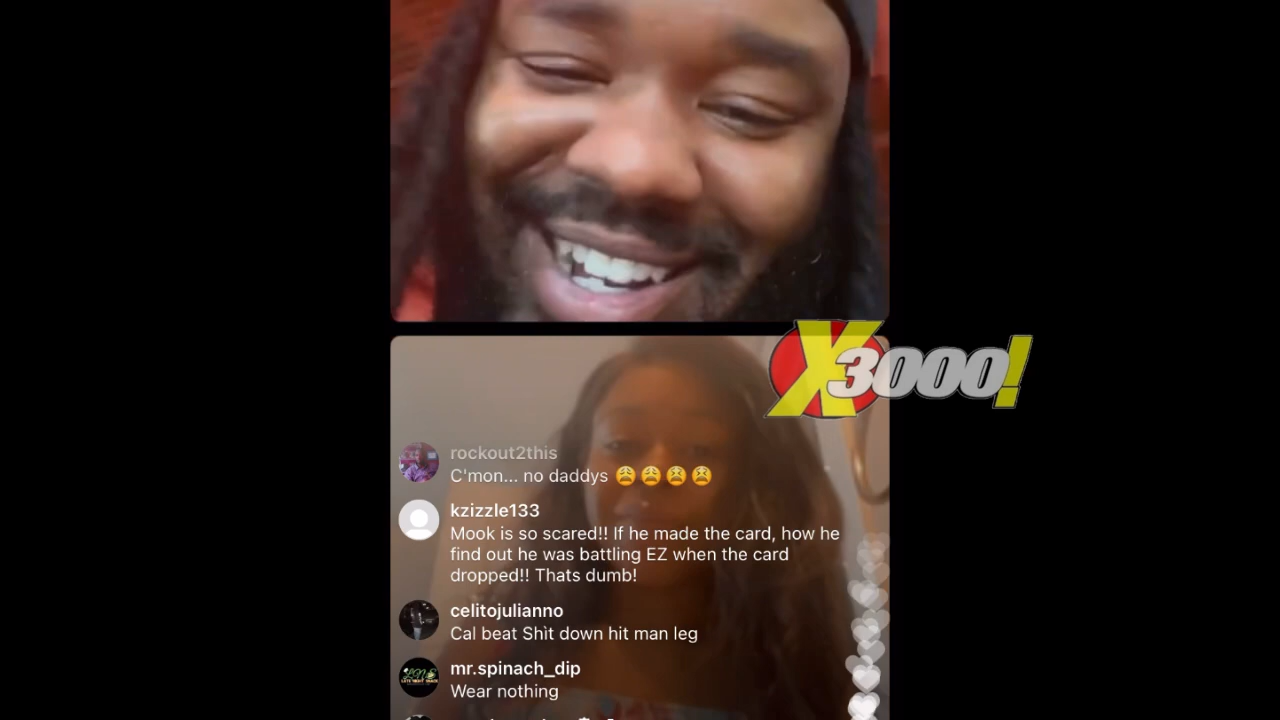 X3000!
rockout2this
C'mon... no daddys 😩😩😫😫
kzizzle133
Mook is so scared!! If he made the card, how he
find out he was battling EZ when the card
dropped!! Thats dumb!
celitojulianno
Cal beat Shìt down hit man leg
mr.spinach_dip
Wear nothing